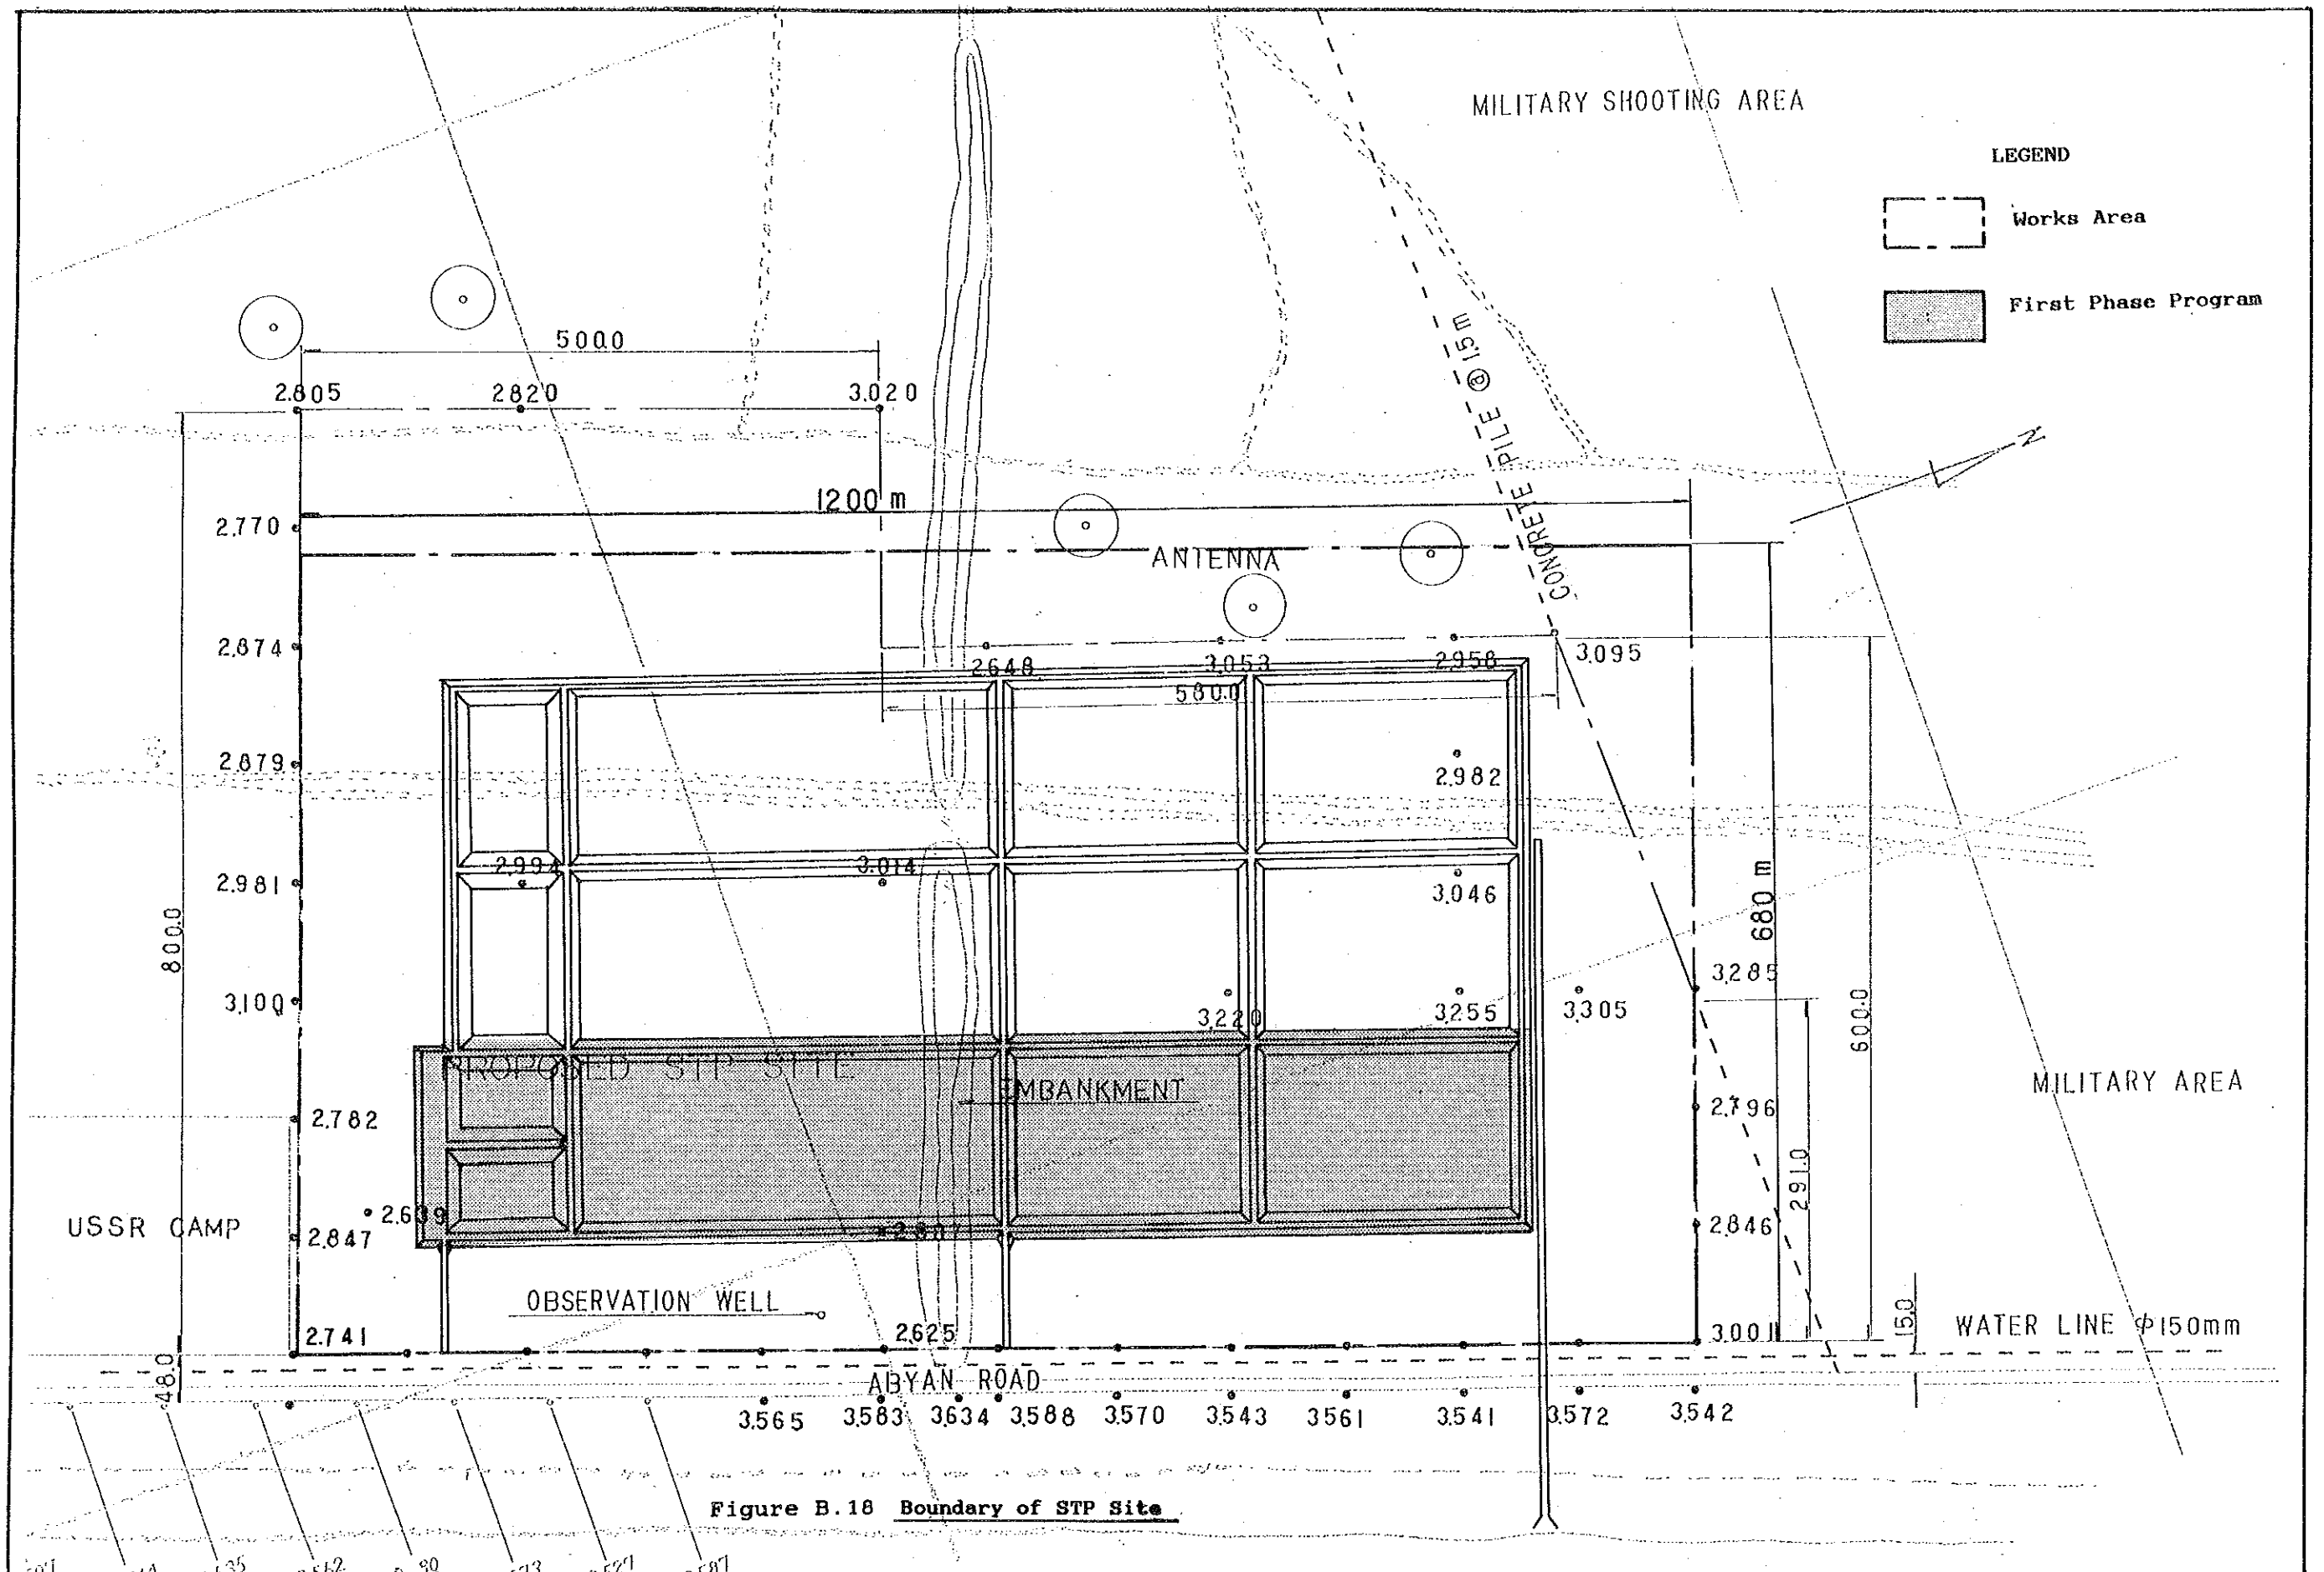 MILITARY SHOOTING AREA
LEGEND
Works Area
First Phase Program
CONCRETE PILE @1.5m
N
500.0
2.805
2.820
3.020
1200 m
2.770
ANTENNA
2.874
2.648
3.053
2.958
3.095
580.0
2.879
2.982
2.994
3.014
2.981
3.046
800.0
680 m
3.285
3.100
3.220
3.255
3.305
600.0
PROPOSED STP SITE
EMBANKMENT
MILITARY AREA
2.782
2.796
291.0
USSR CAMP
2.639
2.847
2.846
OBSERVATION WELL
2.741
2.625
3.001
15.0
WATER LINE φ150mm
48.0
ABYAN ROAD
3.565
3.583
3.634
3.588
3.570
3.543
3.561
3.541
3.572
3.542
Figure B.18 Boundary of STP Site